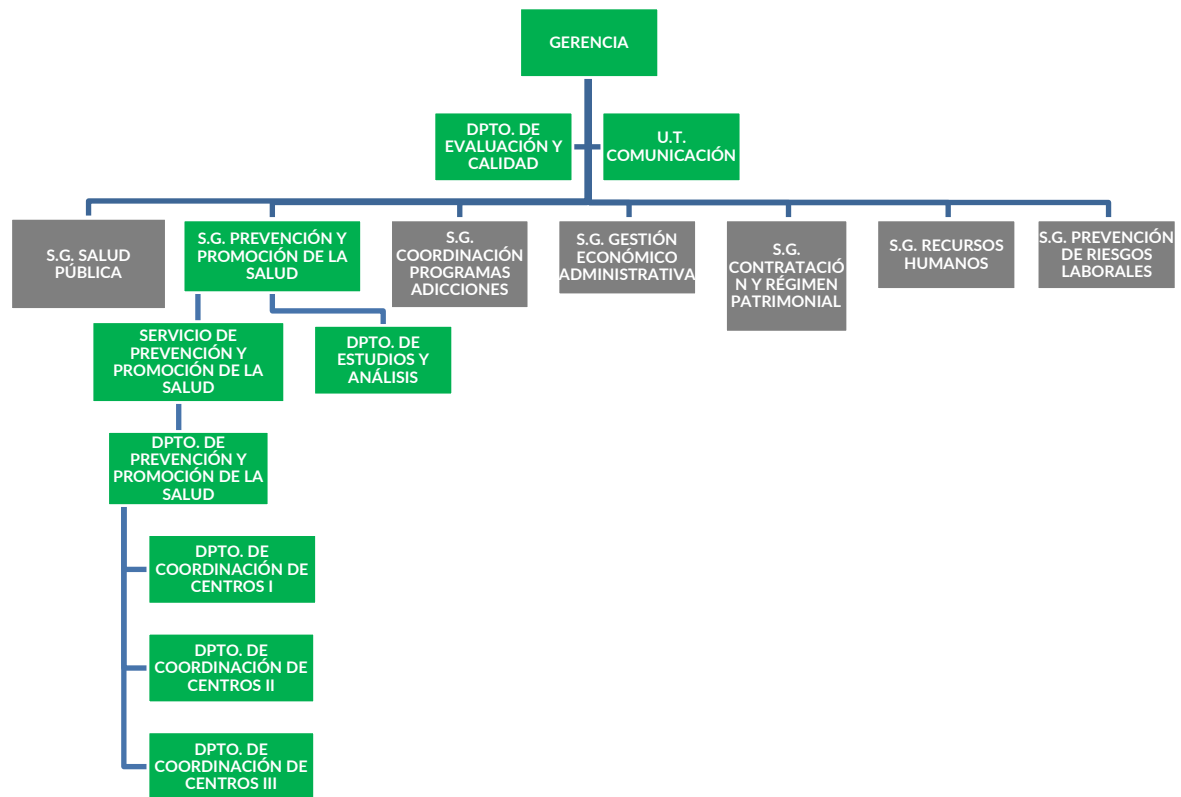 GERENCIA
DPTO. DE
EVALUACIÓN Y
CALIDAD
U.T.
COMUNICACIÓN
S.G. SALUD
PÚBLICA
S.G. PREVENCIÓN Y
PROMOCIÓN DE LA
SALUD
S.G.
COORDINACIÓN
PROGRAMAS
ADICCIONES
S.G. GESTIÓN
ECONÓMICO
ADMINISTRATIVA
S.G.
CONTRATACIÓ
N Y RÉGIMEN
PATRIMONIAL
S.G. RECURSOS
HUMANOS
S.G. PREVENCIÓN
DE RIESGOS
LABORALES
SERVICIO DE
PREVENCIÓN Y
PROMOCIÓN DE LA
SALUD
DPTO. DE
ESTUDIOS Y
ANÁLISIS
DPTO. DE
PREVENCIÓN Y
PROMOCIÓN DE LA
SALUD
DPTO. DE
COORDINACIÓN DE
CENTROS I
DPTO. DE
COORDINACIÓN DE
CENTROS II
DPTO. DE
COORDINACIÓN DE
CENTROS III